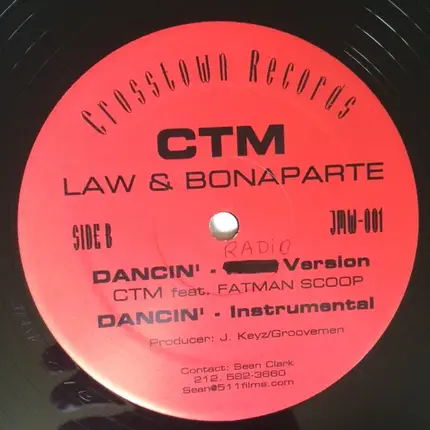 Crosstown Records
CTM
LAW & BONAPARTE
SIDE B
JMW-001
RADIO
DANCIN' - Version
CTM feat. FATMAN SCOOP
DANCIN' - Instrumental
Producer: J. Keyz/Groovemen
Contact: Sean Clark
212. 582-3660
Sean@511films.com